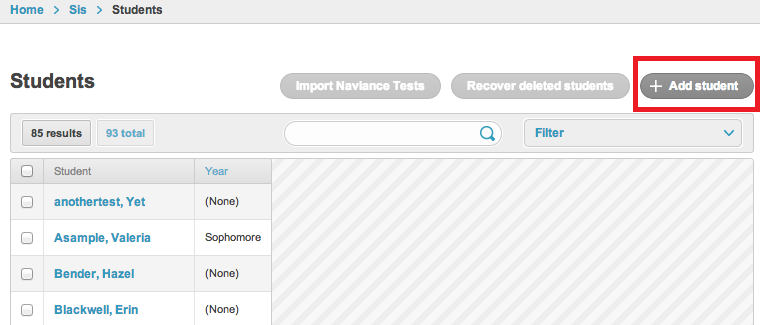 Home > Sis > Students
Students
Import Naviance Tests
Recover deleted students
+ Add student
85 results
93 total
Filter
Student Year
anothertest, Yet (None)
Asample, Valeria Sophomore
Bender, Hazel (None)
Blackwell, Erin (None)